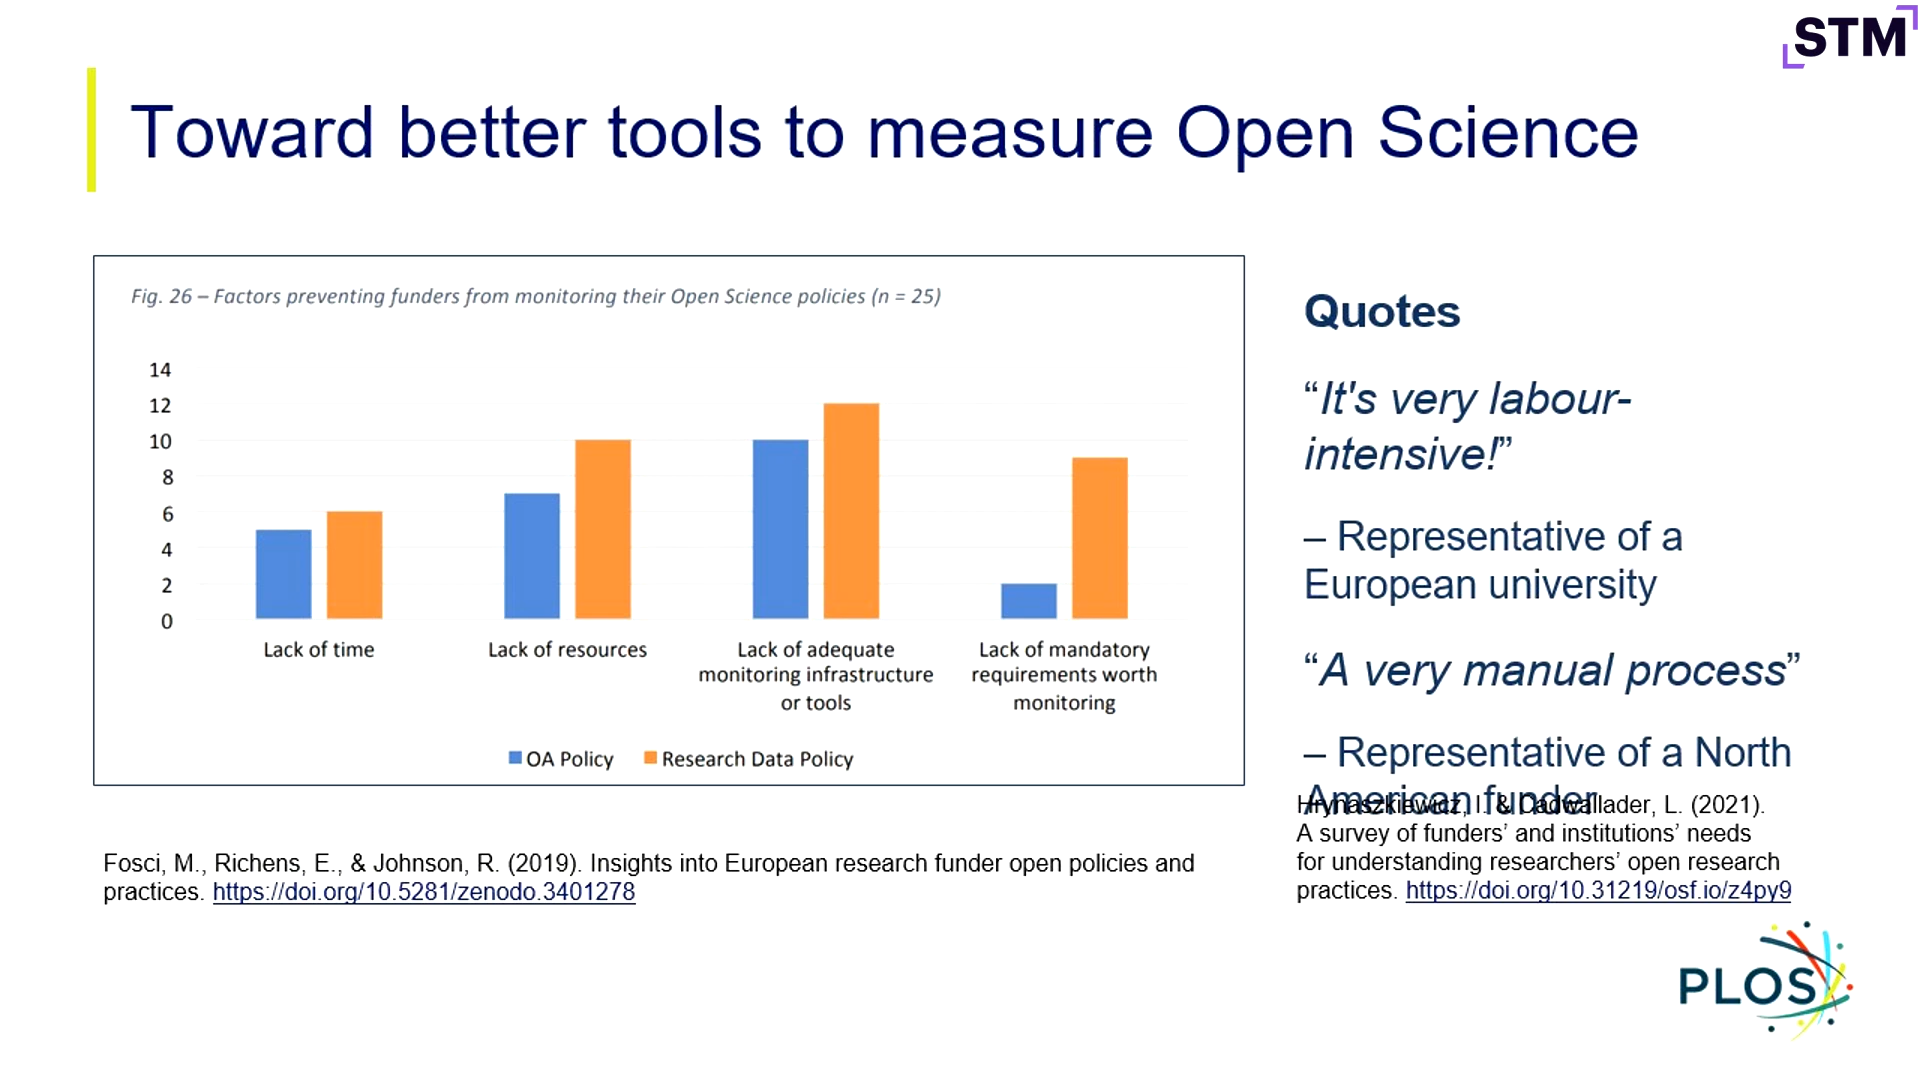 STM
Toward better tools to measure Open Science
Fig. 26 – Factors preventing funders from monitoring their Open Science policies (n = 25)
14
12
10
8
6
4
2
0
Lack of time
Lack of resources
Lack of adequate
monitoring infrastructure
or tools
Lack of mandatory
requirements worth
monitoring
OA Policy
Research Data Policy
Fosci, M., Richens, E., & Johnson, R. (2019). Insights into European research funder open policies and
practices. https://doi.org/10.5281/zenodo.3401278
Quotes
“It's very labour-
intensive!”
– Representative of a
European university
“A very manual process”
– Representative of a North
American funder
Hrynaszkiewicz, I. & Cadwallader, L. (2021).
A survey of funders’ and institutions’ needs
for understanding researchers’ open research
practices. https://doi.org/10.31219/osf.io/z4py9
PLOS